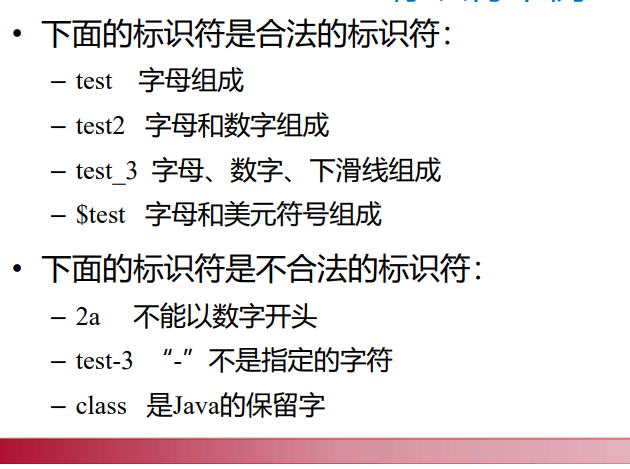 • 下面的标识符是合法的标识符：
– test 字母组成
– test2 字母和数字组成
– test_3 字母、数字、下滑线组成
– $test 字母和美元符号组成
• 下面的标识符是不合法的标识符：
– 2a 不能以数字开头
– test-3 “-”不是指定的字符
– class 是Java的保留字